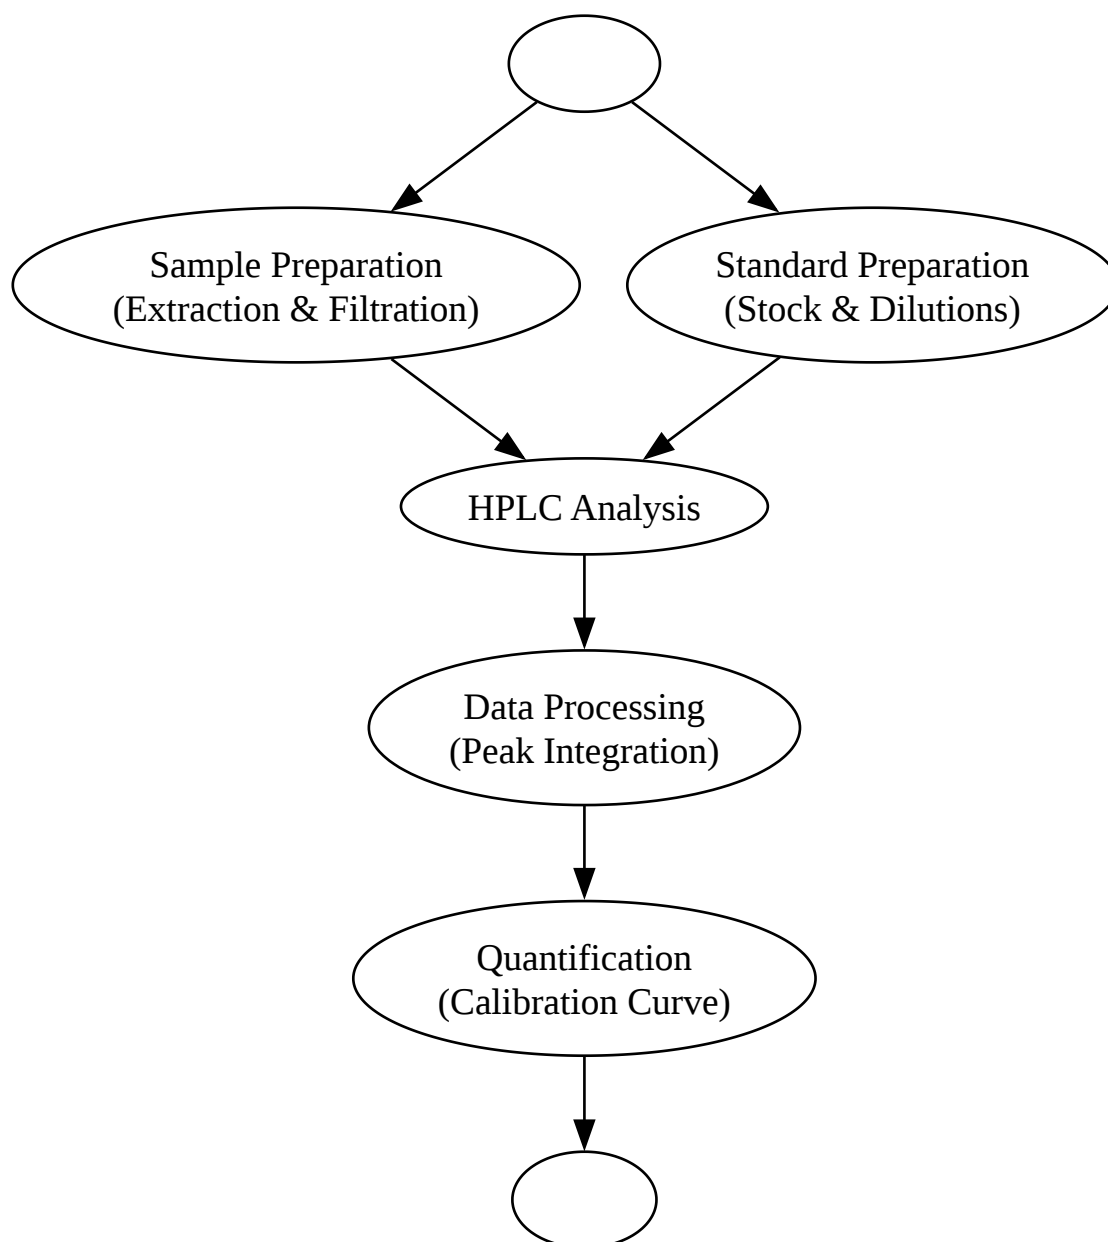 Sample Preparation
(Extraction & Filtration)
Standard Preparation
(Stock & Dilutions)
HPLC Analysis
Data Processing
(Peak Integration)
Quantification
(Calibration Curve)